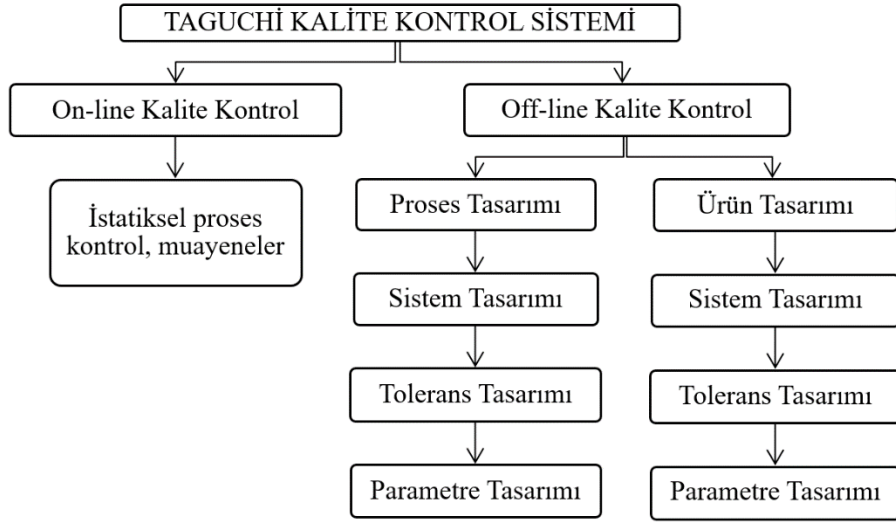 TAGUCHİ KALİTE KONTROL SİSTEMİ
On-line Kalite Kontrol
Off-line Kalite Kontrol
İstatiksel proses
kontrol, muayeneler
Proses Tasarımı
Ürün Tasarımı
Sistem Tasarımı
Sistem Tasarımı
Tolerans Tasarımı
Tolerans Tasarımı
Parametre Tasarımı
Parametre Tasarımı